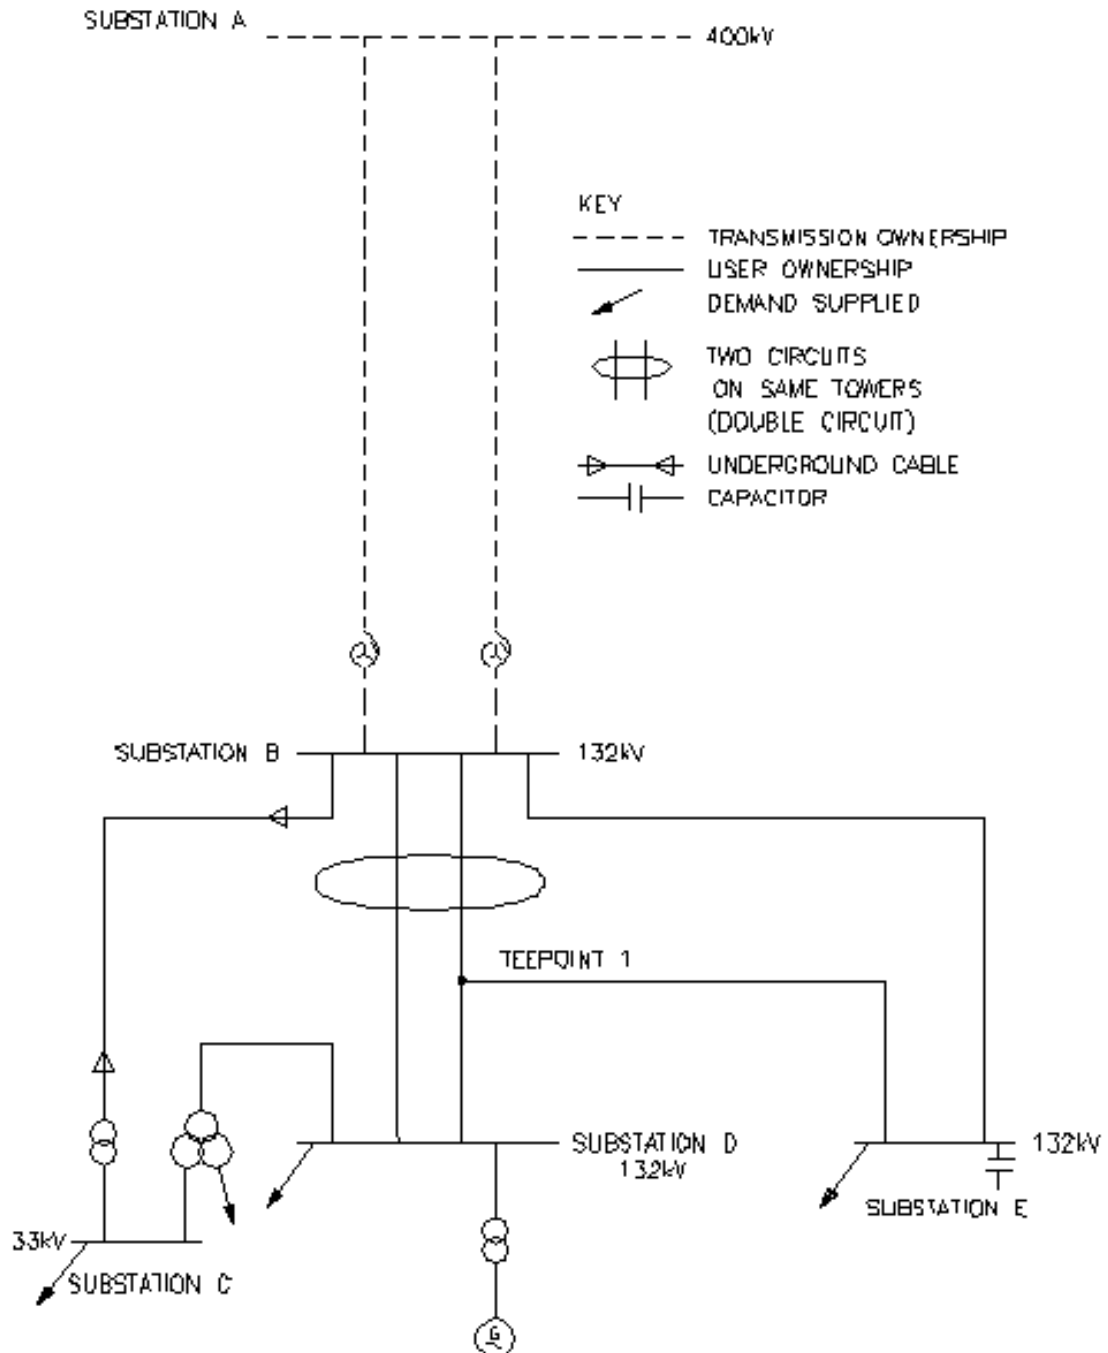 SUBSTATION A
400kV
KEY
TRANSMISSION OWNERSHIP
USER OWNERSHIP
DEMAND SUPPLIED
TWO CIRCUITS
ON SAME TOWERS
(DOUBLE CIRCUIT)
UNDERGROUND CABLE
CAPACITOR
SUBSTATION B
132kV
TEEPOINT 1
SUBSTATION D
132kV
132kV
SUBSTATION E
33kV
SUBSTATION C
G